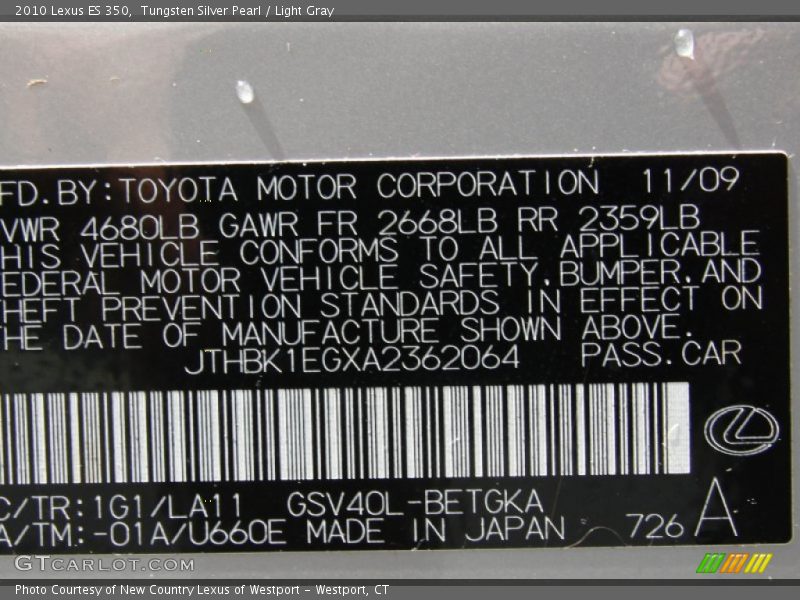 2010 Lexus ES 350,  Tungsten Silver Pearl / Light Gray
FD.BY:TOYOTA MOTOR CORPORATION 11/09
VWR 4680LB GAWR FR 2668LB RR 2359LB
HIS VEHICLE CONFORMS TO ALL APPLICABLE
EDERAL MOTOR VEHICLE SAFETY,BUMPER,AND
HEFT PREVENTION STANDARDS IN EFFECT ON
HE DATE OF MANUFACTURE SHOWN ABOVE.
JTHBK1EGXA2362064 PASS.CAR
C/TR:1G1/LA11 GSV40L-BETGKA
A/TM:-01A/U660E MADE IN JAPAN 726 A
GTCARLOT.COM
Photo Courtesy of New Country Lexus of Westport - Westport, CT